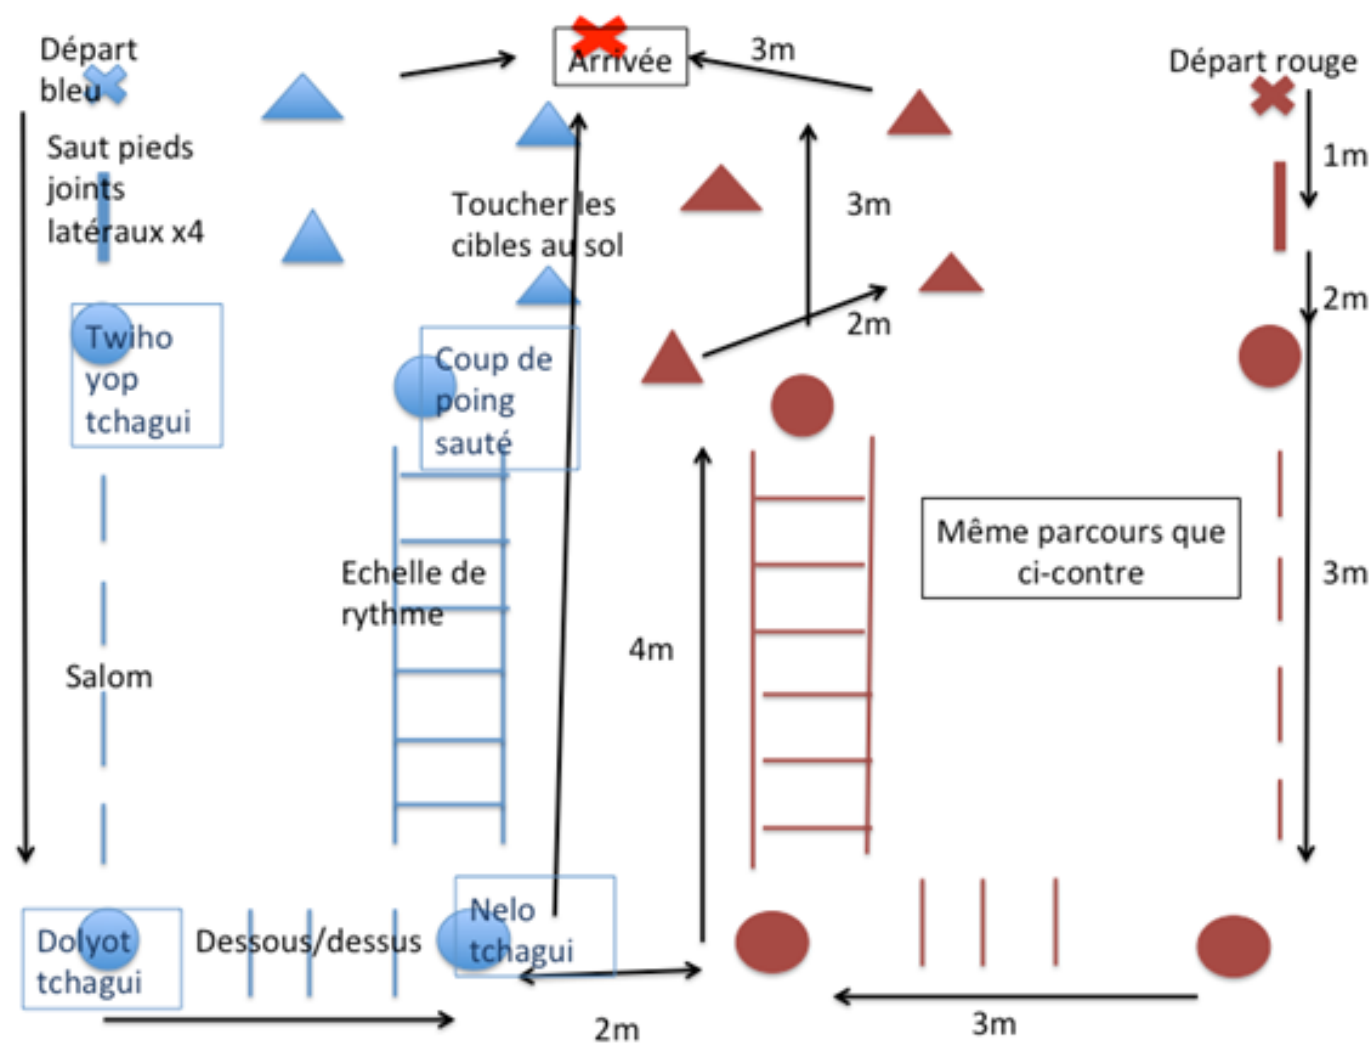 Départ
bleu
Arrivée
3m
Départ rouge
Saut pieds
joints
latéraux x4
Toucher les
cibles au sol
3m
1m
2m
2m
Twiho
yop
tchagui
Coup de
poing
sauté
Même parcours que
ci-contre
Echelle de
rythme
3m
4m
Salom
Nelo
tchagui
Dolyot
tchagui
Dessous/dessus
2m
3m